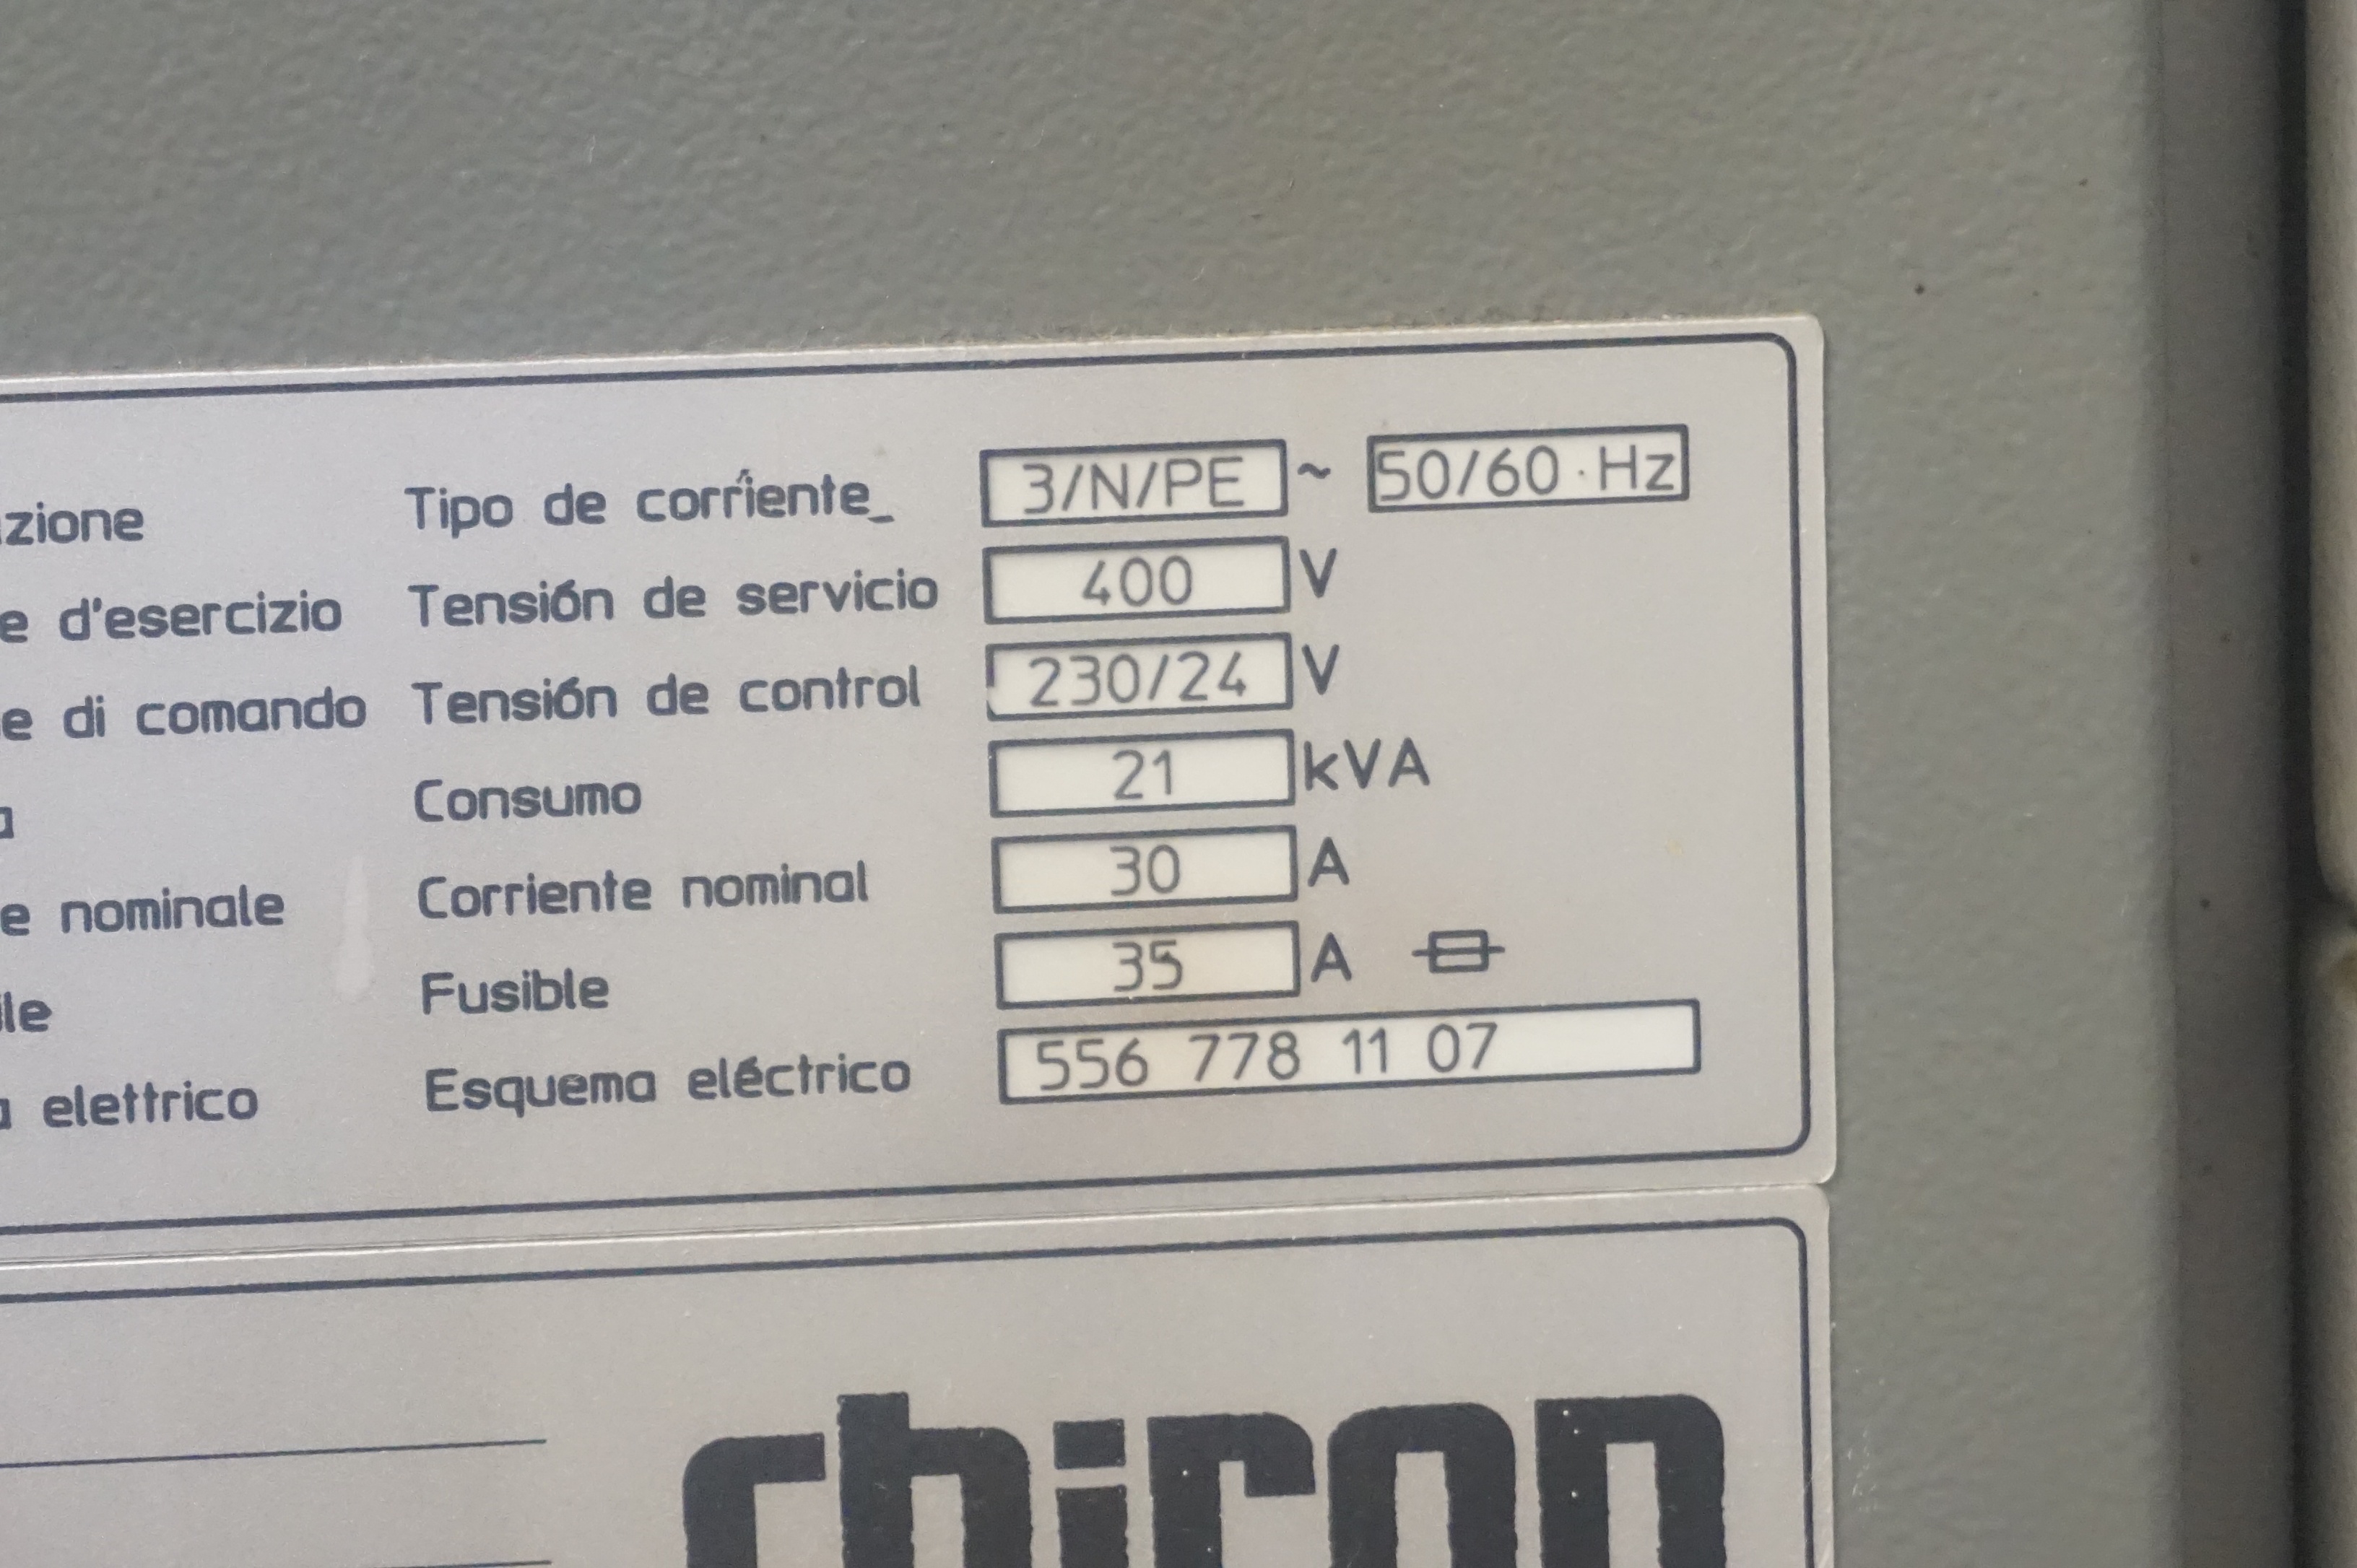 zione Tipo de corriente_ 3/N/PE ~ 50/60·Hz
e d'esercizio Tensión de servicio 400 V
e di comando Tensión de control 230/24 V
a Consumo 21 kVA
e nominale Corriente nominal 30 A
ile Fusible 35 A
a elettrico Esquema eléctrico 556 778 11 07
chiron